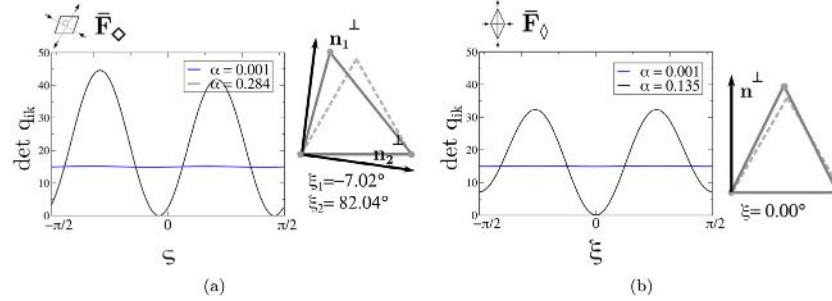 F̄◇
50
40
30
20
10
0
−π/2
0
π/2
det q_ik
α = 0.001
α = 0.284
ς
n₁⊥
n₂⊥
ξ₁=−7.02°
ξ₂= 82.04°
(a)
F̄◊
50
40
30
20
10
0
−π/2
0
π/2
det q_ik
α = 0.001
α = 0.135
ξ
n⊥
ξ= 0.00°
(b)